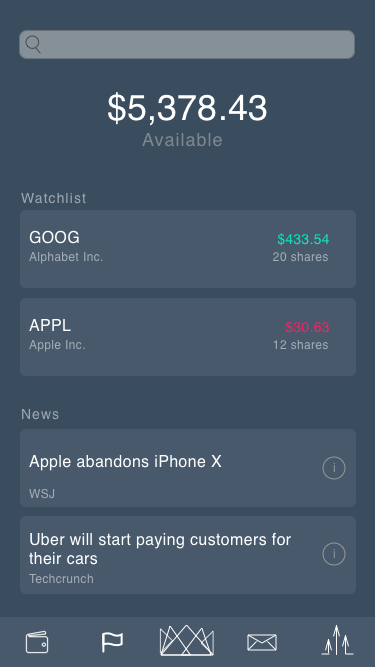 $5,378.43
Available
Watchlist
GOOG
$433.54
Alphabet Inc.
20 shares
APPL
$30.63
Apple Inc.
12 shares
News
Apple abandons iPhone X
i
WSJ
Uber will start paying customers for
their cars
i
Techcrunch